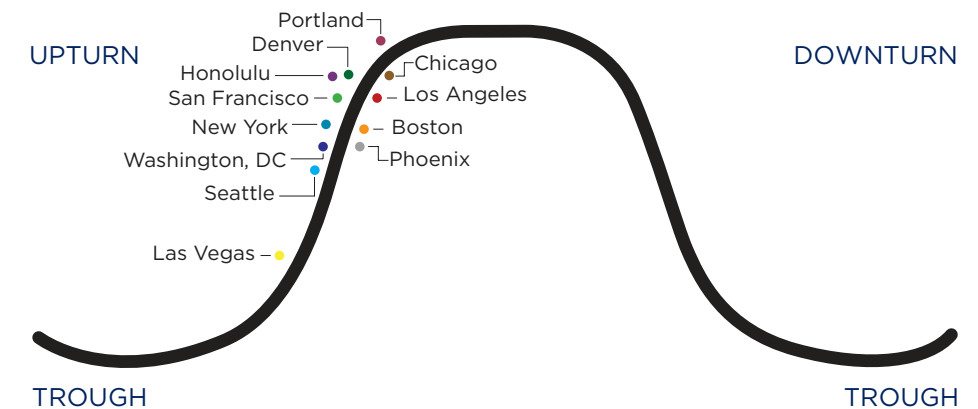 Portland
UPTURN
Denver
DOWNTURN
Honolulu
Chicago
San Francisco
Los Angeles
New York
Boston
Washington, DC
Phoenix
Seattle
Las Vegas
TROUGH
TROUGH